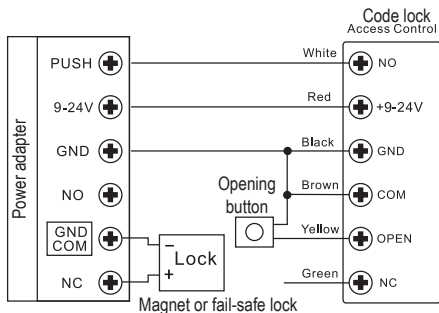 Code lock
Access Control
Power adapter
PUSH
White
NO
9-24V
Red
+9-24V
GND
Black
GND
NO
Opening
button
Brown
COM
GND
COM
Yellow
OPEN
−
Lock
+
NC
Green
NC
Magnet or fail-safe lock